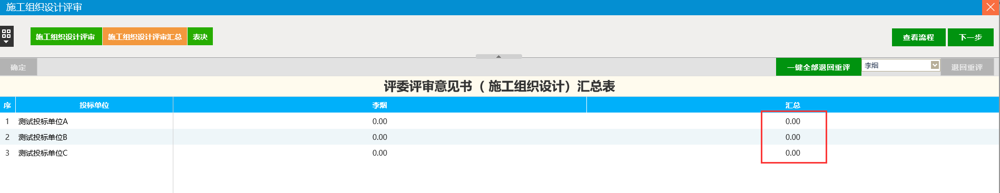 施工组织设计评审
施工组织设计评审 施工组织设计评审汇总 表决 查看流程 下一步
确定 一键全部退回重评 李烟 退回重评
评委评审意见书（ 施工组织设计）汇总表
序 投标单位 李烟 汇总
1 测试投标单位A 0.00 0.00
2 测试投标单位B 0.00 0.00
3 测试投标单位C 0.00 0.00